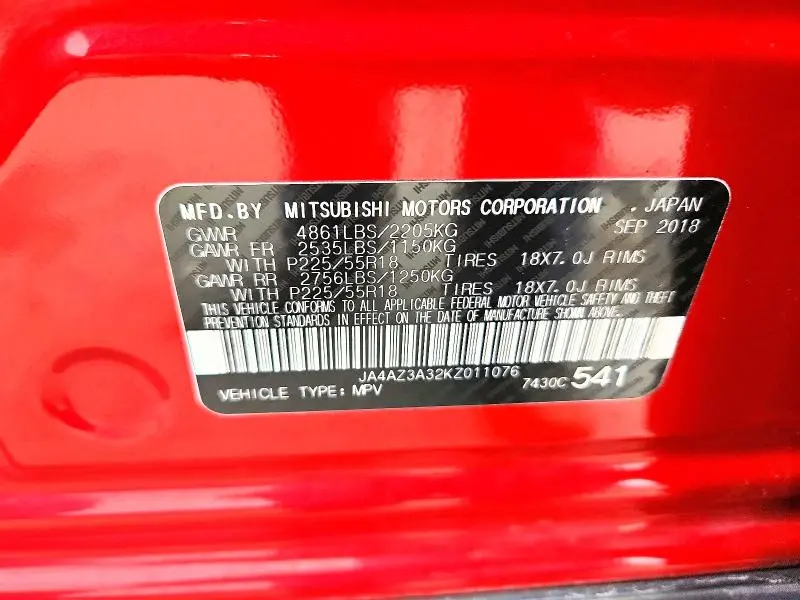 MFD.BY MITSUBISHI MOTORS CORPORATION . JAPAN
GWR 4861LBS/2205KG SEP 2018
GAWR FR 2535LBS/1150KG
WITH P225/55R18 TIRES 18X7.0J RIMS
GAWR RR 2756LBS/1250KG
WITH P225/55R18 TIRES 18X7.0J RIMS
THIS VEHICLE CONFORMS TO ALL APPLICABLE FEDERAL MOTOR VEHICLE SAFETY AND THEFT
PREVENTION STANDARDS IN EFFECT ON THE DATE OF MANUFACTURE SHOWN ABOVE.
JA4AZ3A32KZ011076
VEHICLE TYPE: MPV 7430C 541